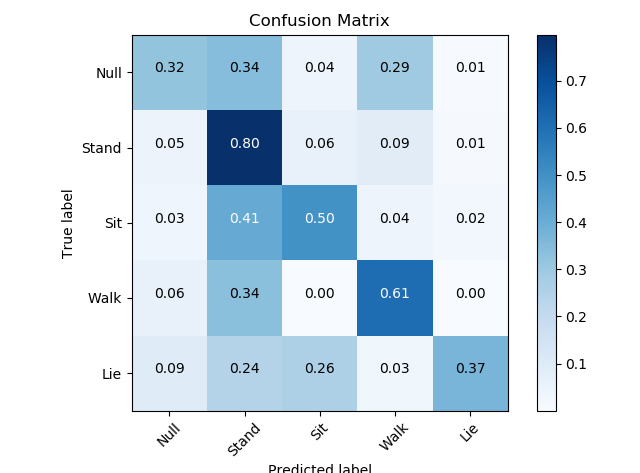 Confusion Matrix
Null 0.32 0.34 0.04 0.29 0.01
Stand 0.05 0.80 0.06 0.09 0.01
Sit 0.03 0.41 0.50 0.04 0.02
Walk 0.06 0.34 0.00 0.61 0.00
Lie 0.09 0.24 0.26 0.03 0.37
True label
Null Stand Sit Walk Lie
Predicted label
0.7
0.6
0.5
0.4
0.3
0.2
0.1